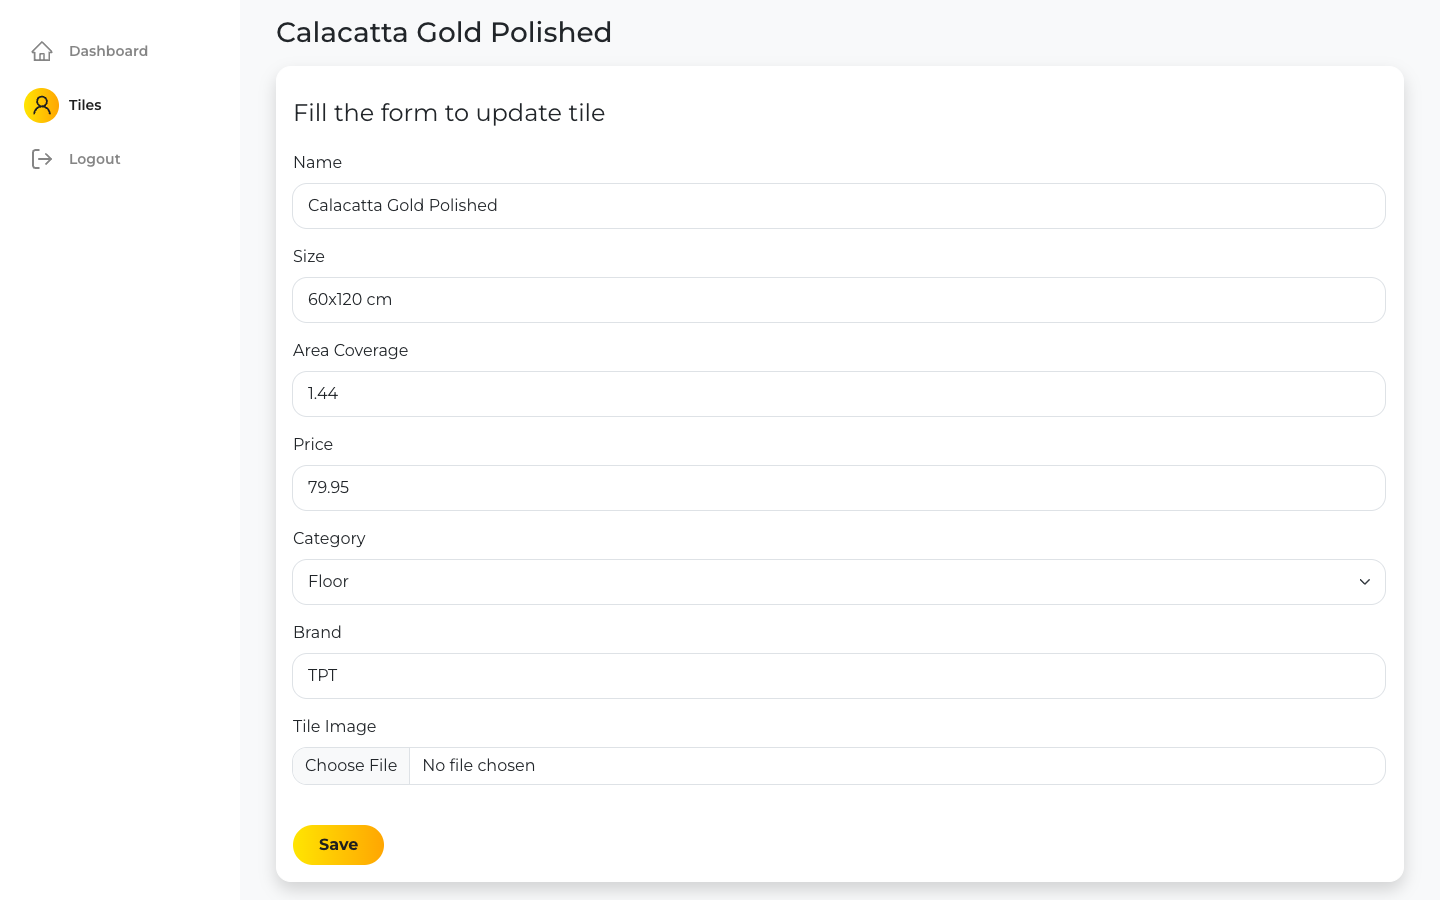 Dashboard
Tiles
Logout
Calacatta Gold Polished
Fill the form to update tile
Name
Calacatta Gold Polished
Size
60x120 cm
Area Coverage
1.44
Price
79.95
Category
Floor
Brand
TPT
Tile Image
Choose File No file chosen
Save